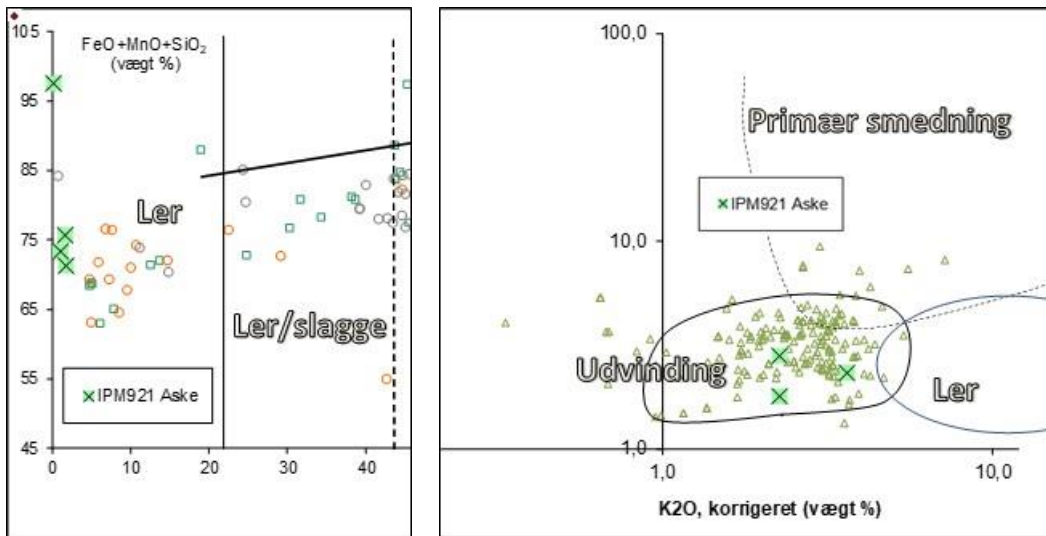 105
FeO+MnO+SiO₂
(vægt %)
95
85
Ler
75
65
Ler/slagge
55
IPM921 Aske
45
0
10
20
30
40
100,0
Primær smedning
IPM921 Aske
10,0
Udvinding
Ler
1,0
1,0
10,0
K2O, korrigeret (vægt %)